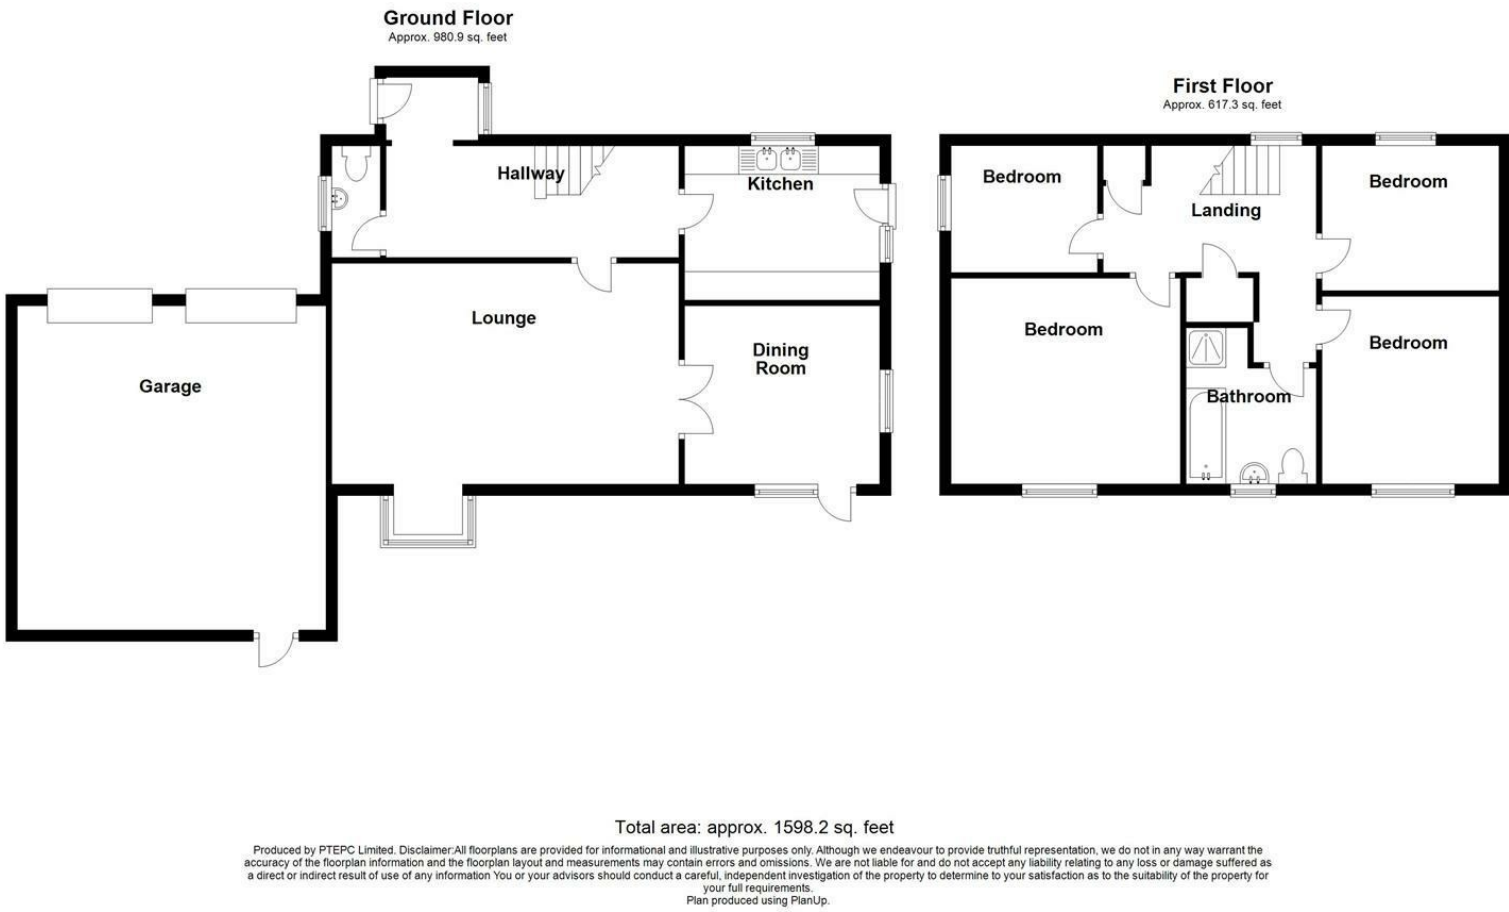 Ground Floor
Approx. 980.9 sq. feet
First Floor
Approx. 617.3 sq. feet
Hallway
Kitchen
Lounge
Dining
Room
Garage
Bedroom
Bedroom
Landing
Bedroom
Bedroom
Bathroom
Total area: approx. 1598.2 sq. feet
Produced by PTEPC Limited. Disclaimer:All floorplans are provided for informational and illustrative purposes only. Although we endeavour to provide truthful representation, we do not in any way warrant the
accuracy of the floorplan information and the floorplan layout and measurements may contain errors and omissions. We are not liable for and do not accept any liability relating to any loss or damage suffered as
a direct or indirect result of use of any information You or your advisors should conduct a careful, independent investigation of the property to determine to your satisfaction as to the suitability of the property for
your full requirements.
Plan produced using PlanUp.